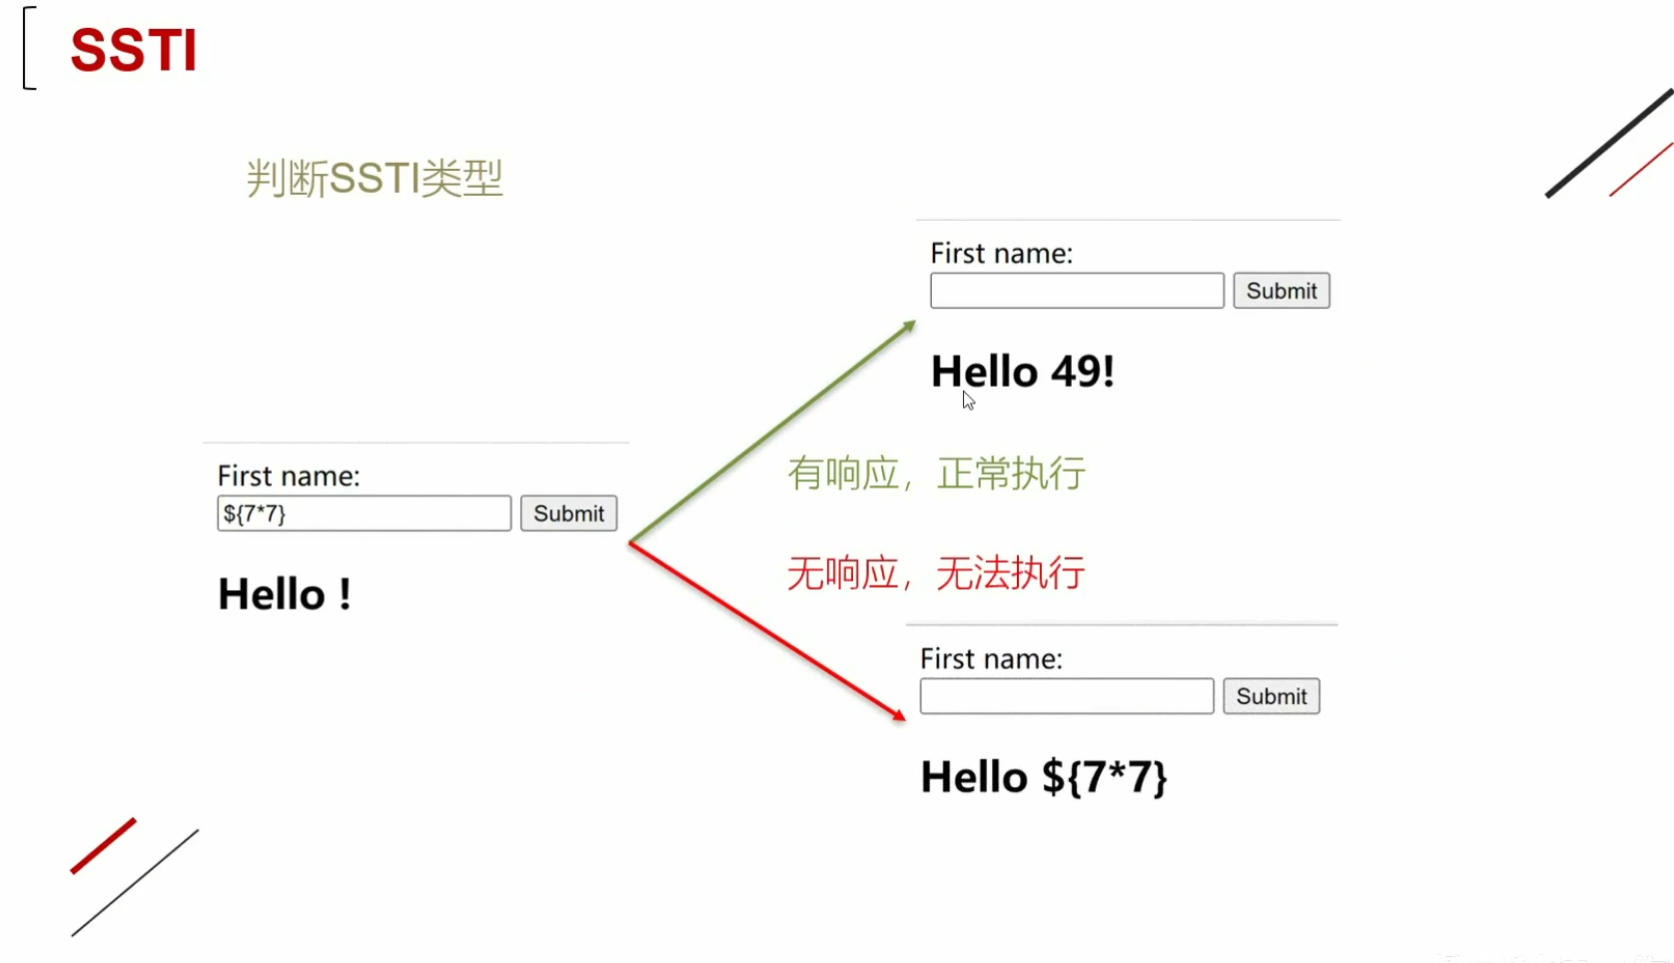 SSTI
判断SSTI类型
First name:
Submit
Hello 49!
有响应，正常执行
First name:
${7*7}
Submit
Hello !
无响应，无法执行
First name:
Submit
Hello ${7*7}